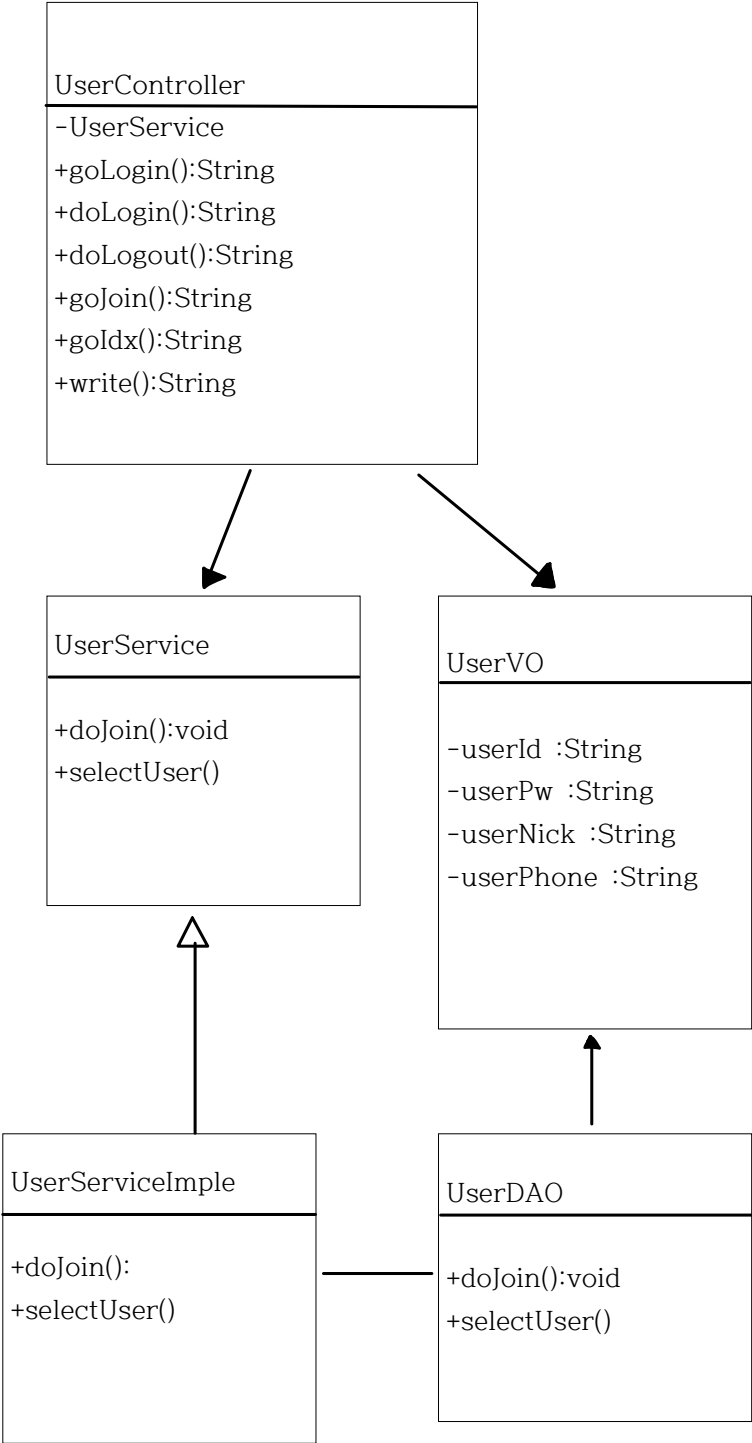 UserController
-UserService
+goLogin():String
+doLogin():String
+doLogout():String
+goJoin():String
+goIdx():String
+write():String
UserService
+doJoin():void
+selectUser()
UserVO
-userId :String
-userPw :String
-userNick :String
-userPhone :String
UserServiceImple
+doJoin():
+selectUser()
UserDAO
+doJoin():void
+selectUser()